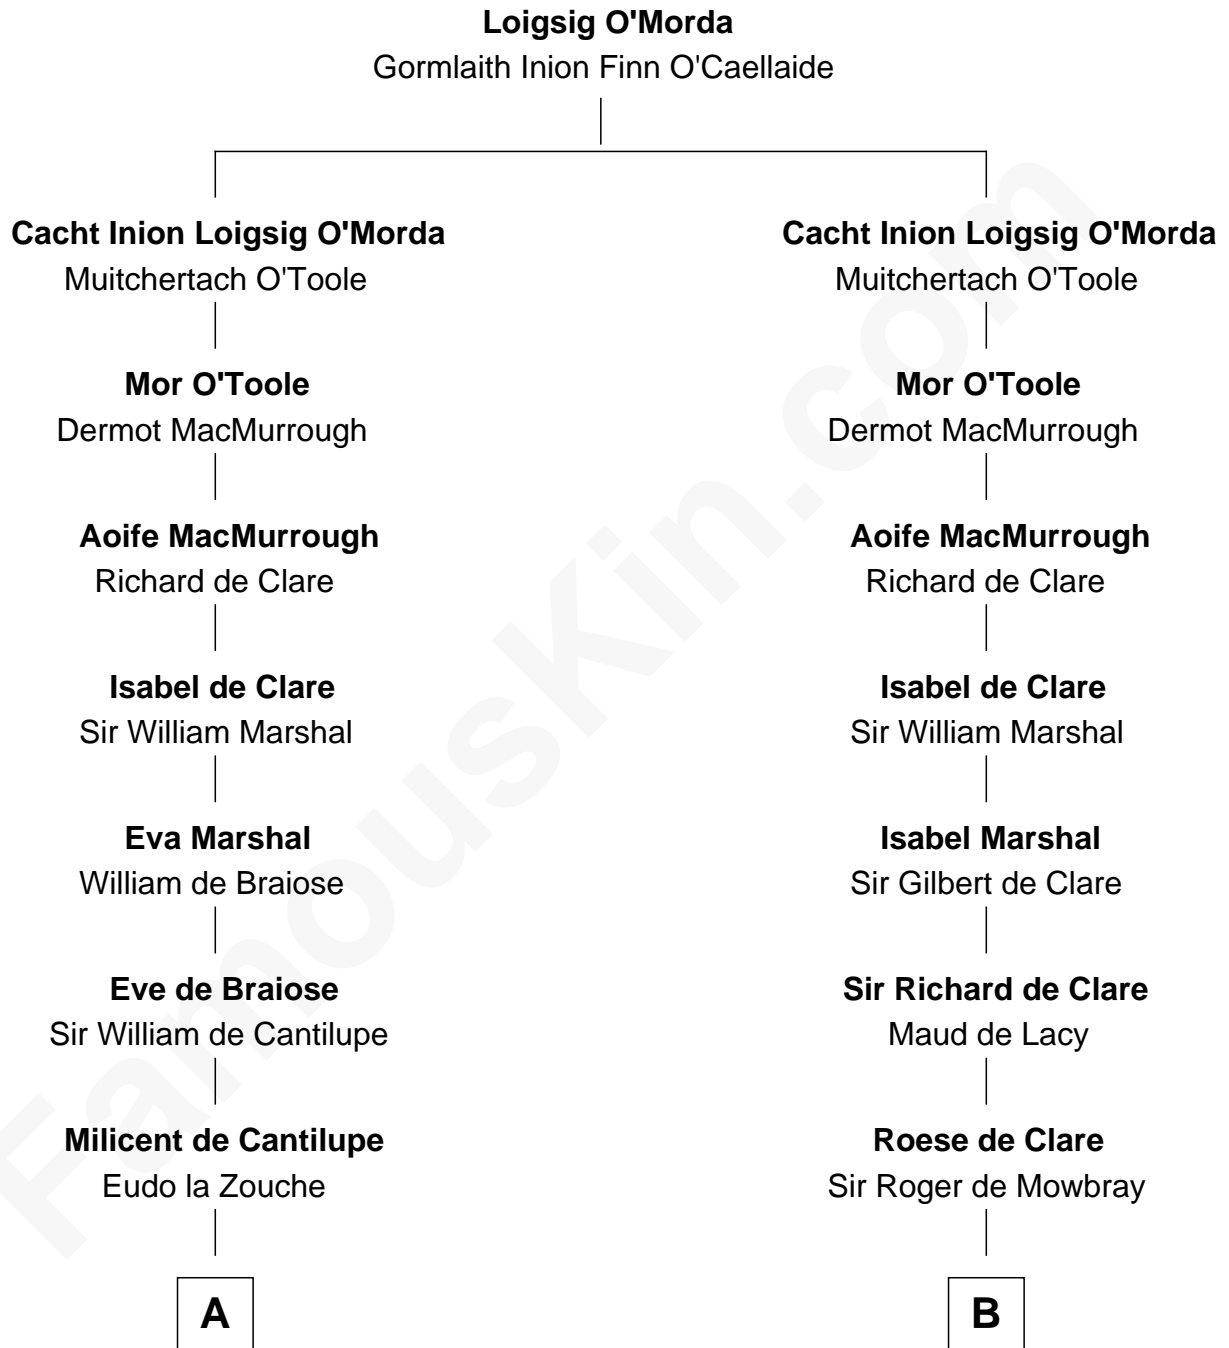 Loigsig O'Morda
Gormlaith Inion Finn O'Caellaide
Cacht Inion Loigsig O'Morda
Muitchertach O'Toole
Mor O'Toole
Dermot MacMurrough
Aoife MacMurrough
Richard de Clare
Isabel de Clare
Sir William Marshal
Eva Marshal
William de Braiose
Eve de Braiose
Sir William de Cantilupe
Milicent de Cantilupe
Eudo la Zouche
A
Cacht Inion Loigsig O'Morda
Muitchertach O'Toole
Mor O'Toole
Dermot MacMurrough
Aoife MacMurrough
Richard de Clare
Isabel de Clare
Sir William Marshal
Isabel Marshal
Sir Gilbert de Clare
Sir Richard de Clare
Maud de Lacy
Roese de Clare
Sir Roger de Mowbray
B
FamousKin.com